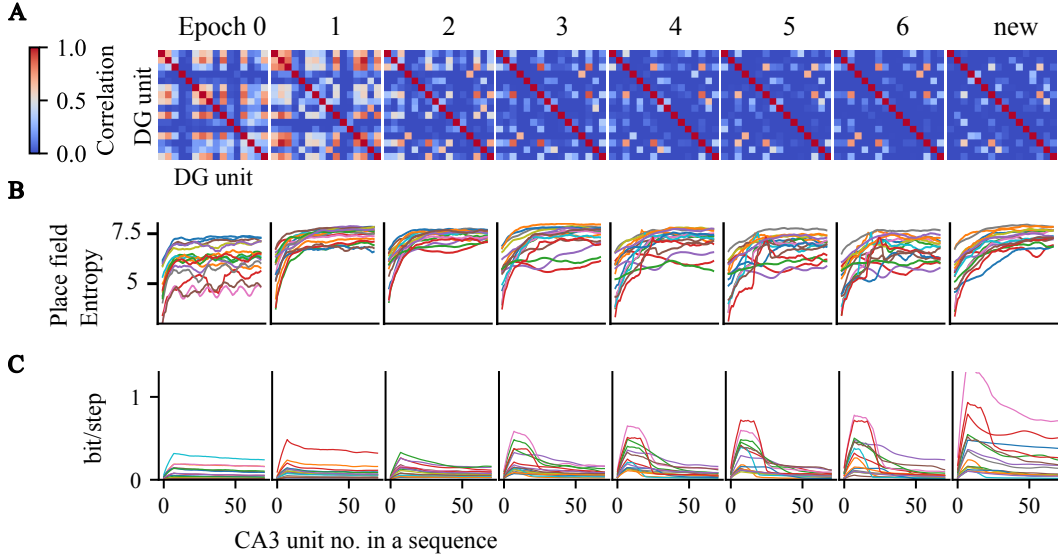 A
Epoch 0 1 2 3 4 5 6 new
1.0
0.5
0.0
Correlation
DG unit
DG unit
B
7.5
5
Place field
Entropy
C
1
0
bit/step
0 50 0 50 0 50 0 50 0 50 0 50 0 50 0 50
CA3 unit no. in a sequence